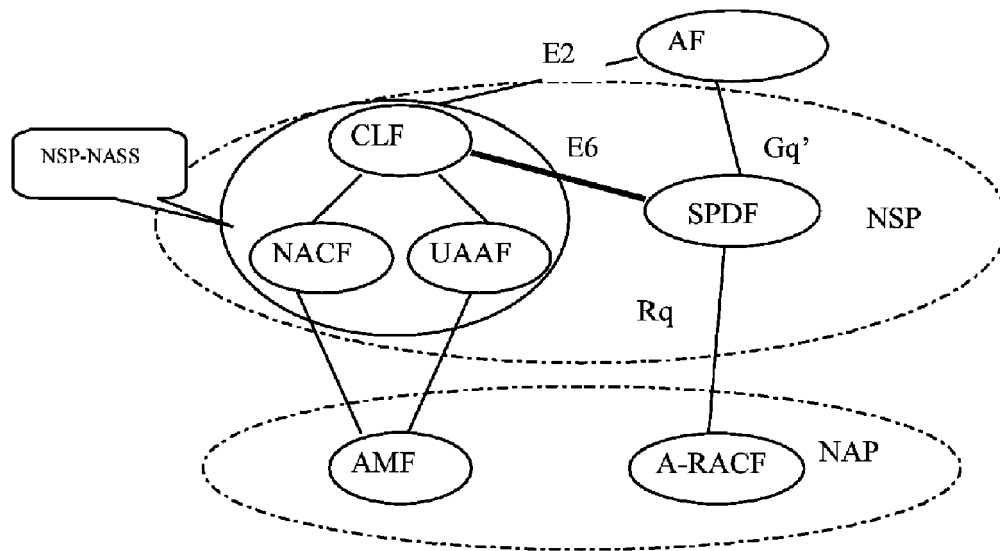 AF
E2
CLF
NSP-NASS
E6
Gq’
SPDF
NSP
NACF
UAAF
Rq
AMF
A-RACF
NAP